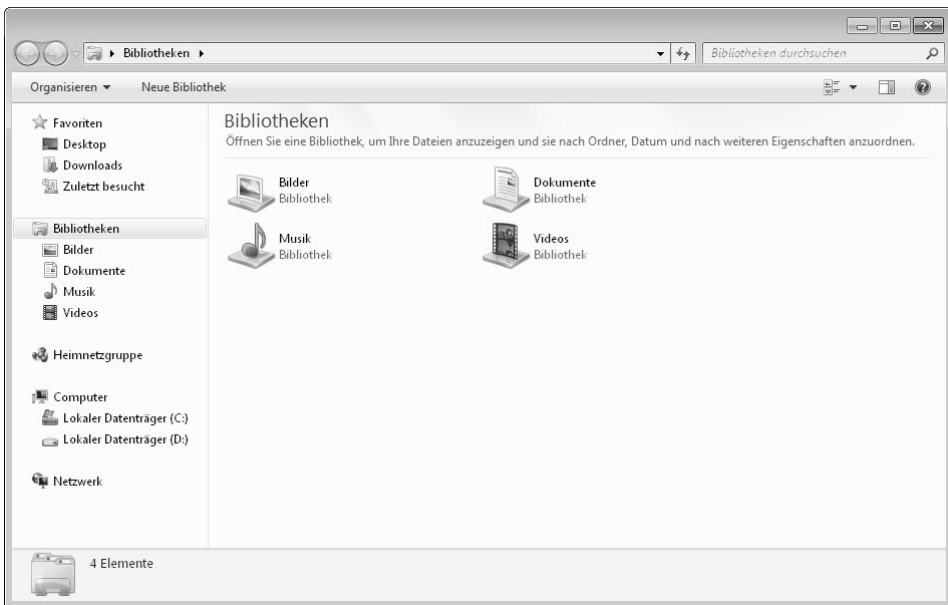 Bibliotheken
Bibliotheken durchsuchen
Organisieren
Neue Bibliothek
Favoriten
Desktop
Downloads
Zuletzt besucht
Bibliotheken
Bilder
Dokumente
Musik
Videos
Heimnetzgruppe
Computer
Lokaler Datenträger (C:)
Lokaler Datenträger (D:)
Netzwerk
Bibliotheken
Öffnen Sie eine Bibliothek, um Ihre Dateien anzuzeigen und sie nach Ordner, Datum und nach weiteren Eigenschaften anzuordnen.
Bilder
Bibliothek
Dokumente
Bibliothek
Musik
Bibliothek
Videos
Bibliothek
4 Elemente